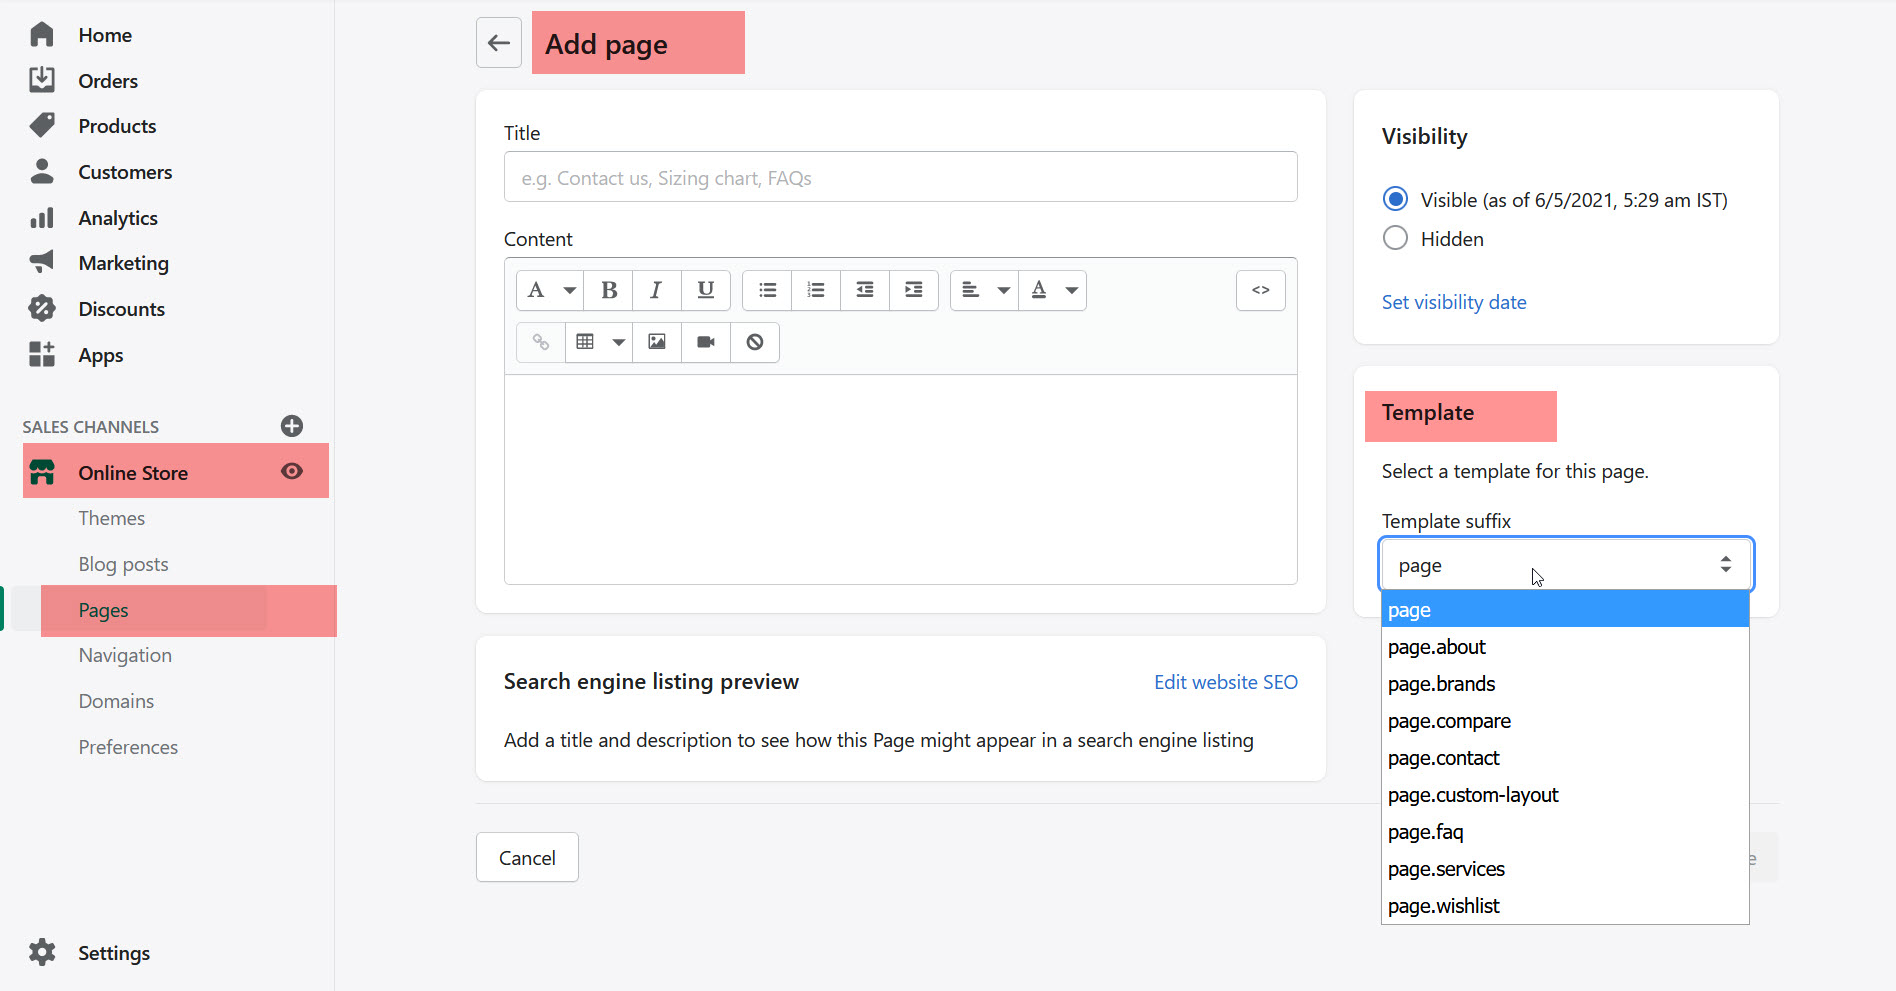 Home
Orders
Products
Customers
Analytics
Marketing
Discounts
Apps
SALES CHANNELS
Online Store
Themes
Blog posts
Pages
Navigation
Domains
Preferences
Settings
Add page
Title
e.g. Contact us, Sizing chart, FAQs
Content
A B I U A <>
Search engine listing preview Edit website SEO
Add a title and description to see how this Page might appear in a search engine listing
Cancel
Visibility
Visible (as of 6/5/2021, 5:29 am IST)
Hidden
Set visibility date
Template
Select a template for this page.
Template suffix
page
page
page.about
page.brands
page.compare
page.contact
page.custom-layout
page.faq
page.services
page.wishlist